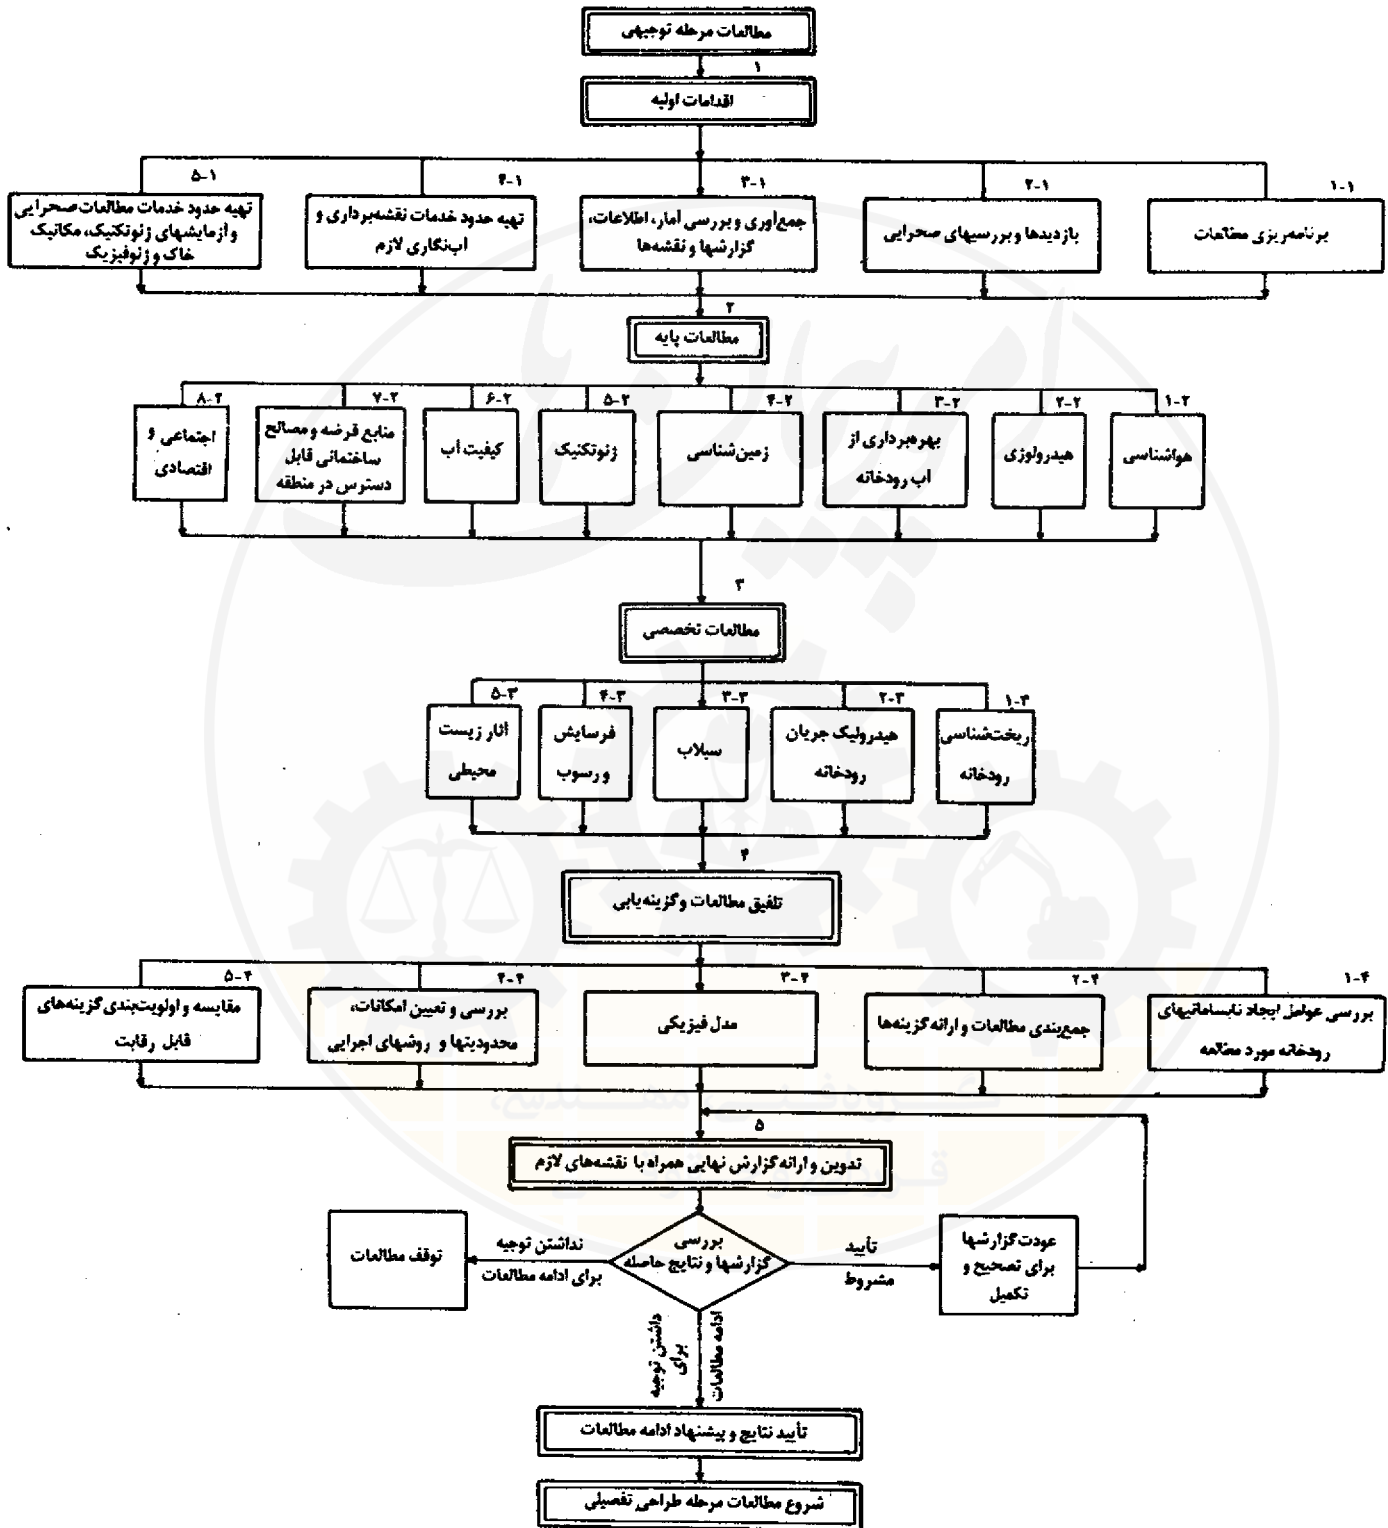 مطالعات مرحله توجیهی
۱
اقدامات اولیه
۱-۱
برنامه‌ریزی مطالعات
۲-۱
بازدیدها و بررسیهای صحرایی
۳-۱
جمع‌آوری و بررسی آمار، اطلاعات،
گزارشها و نقشه‌ها
۴-۱
تهیه حدود خدمات نقشه‌برداری و
آب‌نگاری لازم
۵-۱
تهیه حدود خدمات مطالعات صحرایی
و آزمایشهای ژئوتکنیک، مکانیک
خاک و ژئوفیزیک
۲
مطالعات پایه
۱-۲
هواشناسی
۲-۲
هیدرولوژی
۳-۲
بهره‌برداری از
آب رودخانه
۴-۲
زمین‌شناسی
۵-۲
ژئوتکنیک
۶-۲
کیفیت آب
۷-۲
منابع قرضه و مصالح
ساختمانی قابل
دسترس در منطقه
۸-۲
اجتماعی و
اقتصادی
۳
مطالعات تخصصی
۱-۳
ریخت‌شناسی
رودخانه
۲-۳
هیدرولیک جریان
رودخانه
۳-۳
سیلاب
۴-۳
فرسایش
و رسوب
۵-۳
آثار زیست
محیطی
۴
تلفیق مطالعات و گزینه‌یابی
۱-۴
بررسی عوامل ایجاد نابسامانیهای
رودخانه مورد مطالعه
۲-۴
جمع‌بندی مطالعات و ارائه گزینه‌ها
۳-۴
مدل فیزیکی
۴-۴
بررسی و تعیین امکانات،
محدودیتها و روشهای اجرایی
۵-۴
مقایسه و اولویت‌بندی گزینه‌های
قابل رقابت
۵
تدوین و ارائه گزارش نهایی همراه با نقشه‌های لازم
بررسی
گزارشها و نتایج حاصله
تأیید
مشروط
عودت گزارشها
برای تصحیح و
تکمیل
نداشتن توجیه
برای ادامه مطالعات
توقف مطالعات
داشتن توجیه
برای
ادامه مطالعات
تأیید نتایج و پیشنهاد ادامه مطالعات
شروع مطالعات مرحله طراحی تفصیلی